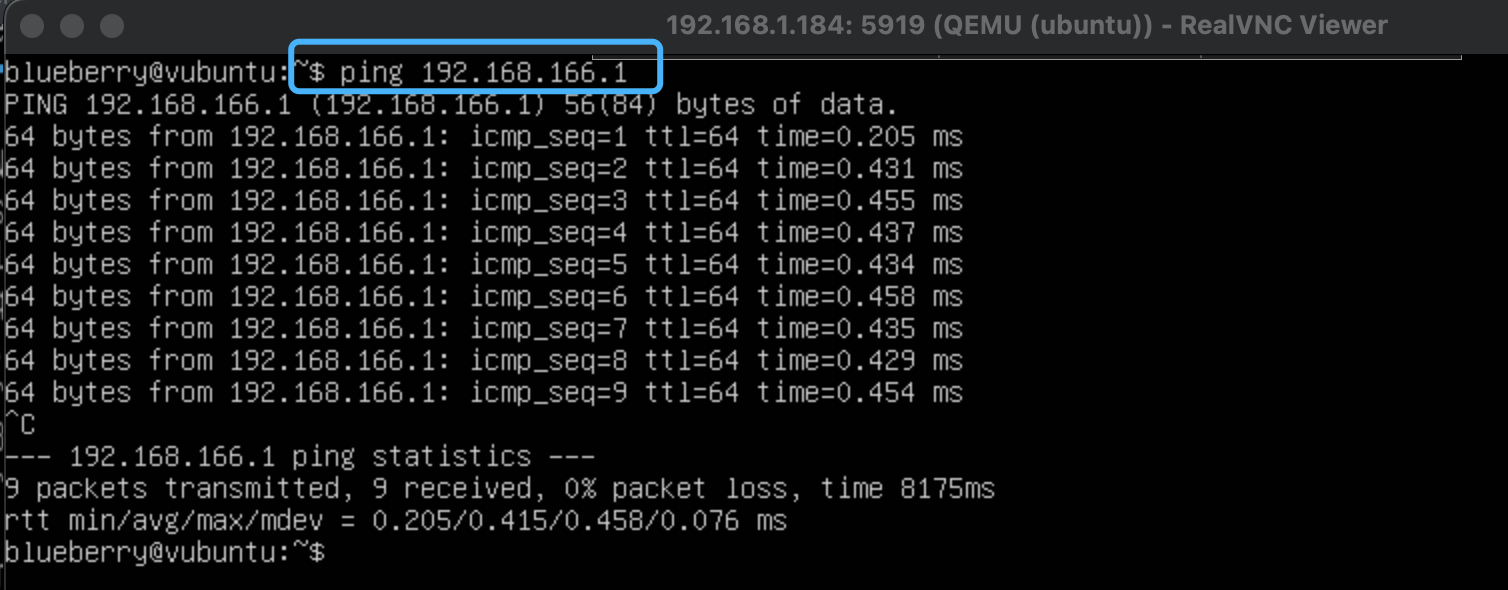 192.168.1.184: 5919 (QEMU (ubuntu)) - RealVNC Viewer
blueberry@vubuntu:~$ ping 192.168.166.1
PING 192.168.166.1 (192.168.166.1) 56(84) bytes of data.
64 bytes from 192.168.166.1: icmp_seq=1 ttl=64 time=0.205 ms
64 bytes from 192.168.166.1: icmp_seq=2 ttl=64 time=0.431 ms
64 bytes from 192.168.166.1: icmp_seq=3 ttl=64 time=0.455 ms
64 bytes from 192.168.166.1: icmp_seq=4 ttl=64 time=0.437 ms
64 bytes from 192.168.166.1: icmp_seq=5 ttl=64 time=0.434 ms
64 bytes from 192.168.166.1: icmp_seq=6 ttl=64 time=0.458 ms
64 bytes from 192.168.166.1: icmp_seq=7 ttl=64 time=0.435 ms
64 bytes from 192.168.166.1: icmp_seq=8 ttl=64 time=0.429 ms
64 bytes from 192.168.166.1: icmp_seq=9 ttl=64 time=0.454 ms
^C
--- 192.168.166.1 ping statistics ---
9 packets transmitted, 9 received, 0% packet loss, time 8175ms
rtt min/avg/max/mdev = 0.205/0.415/0.458/0.076 ms
blueberry@vubuntu:~$